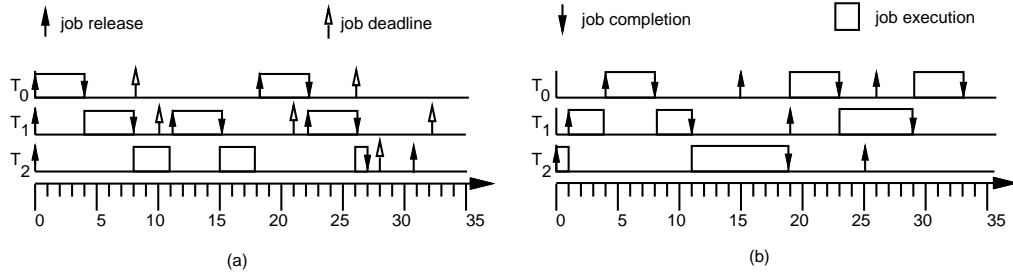 job release
job deadline
job completion
job execution
T0
T1
T2
0 5 10 15 20 25 30 35
(a)
T0
T1
T2
0 5 10 15 20 25 30 35
(b)